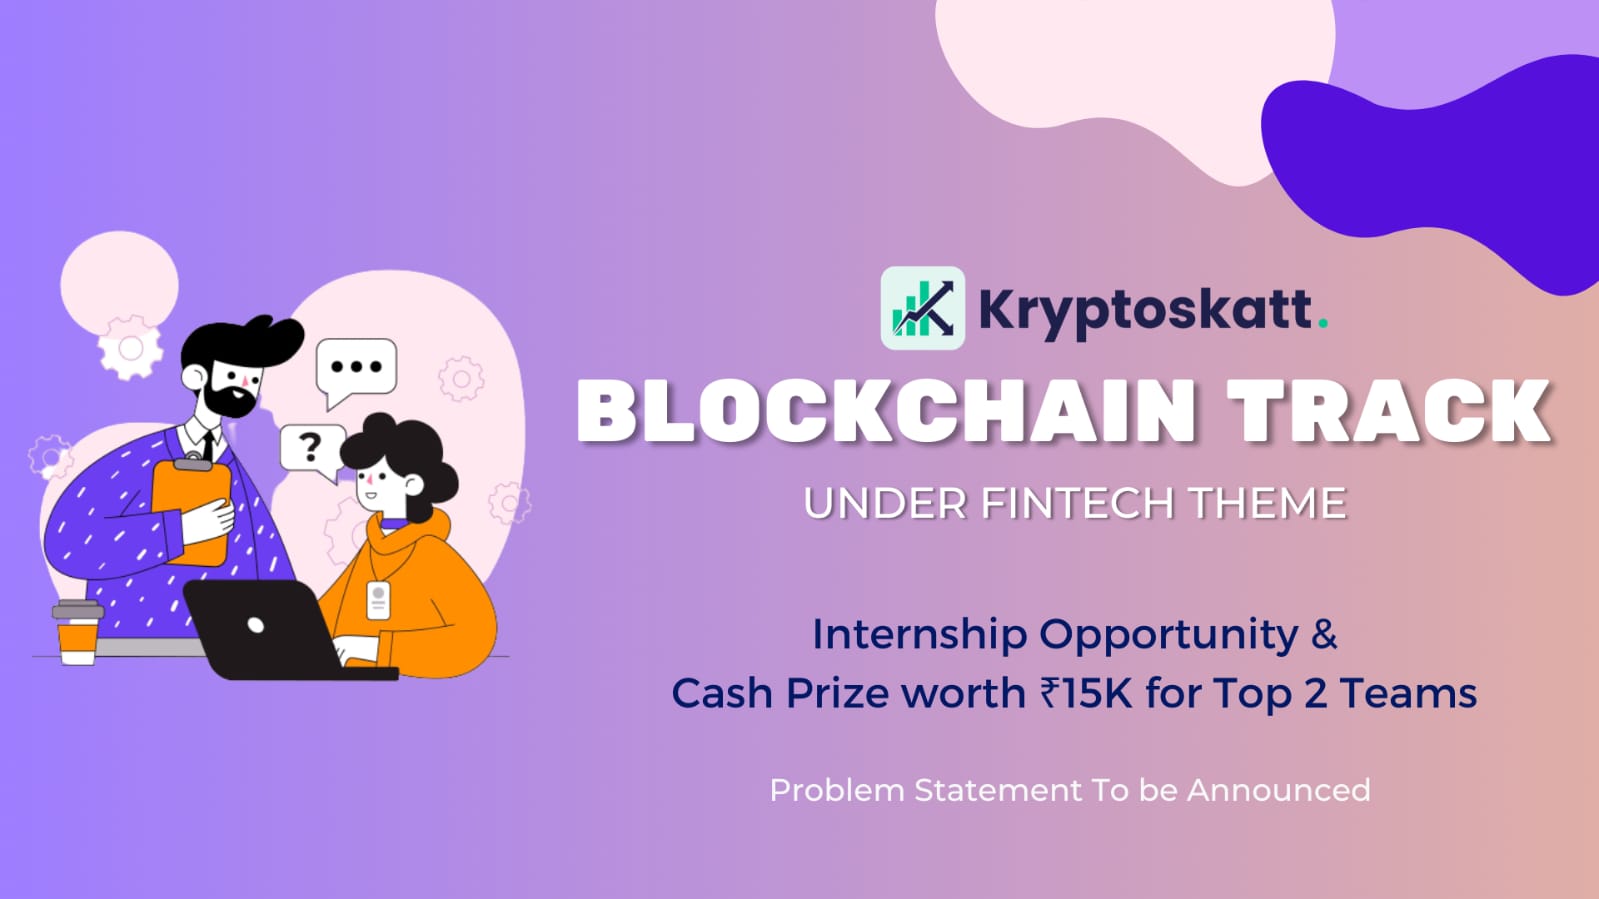 Kryptoskatt.
BLOCKCHAIN TRACK
UNDER FINTECH THEME
?
Internship Opportunity &
Cash Prize worth ₹15K for Top 2 Teams
Problem Statement To be Announced